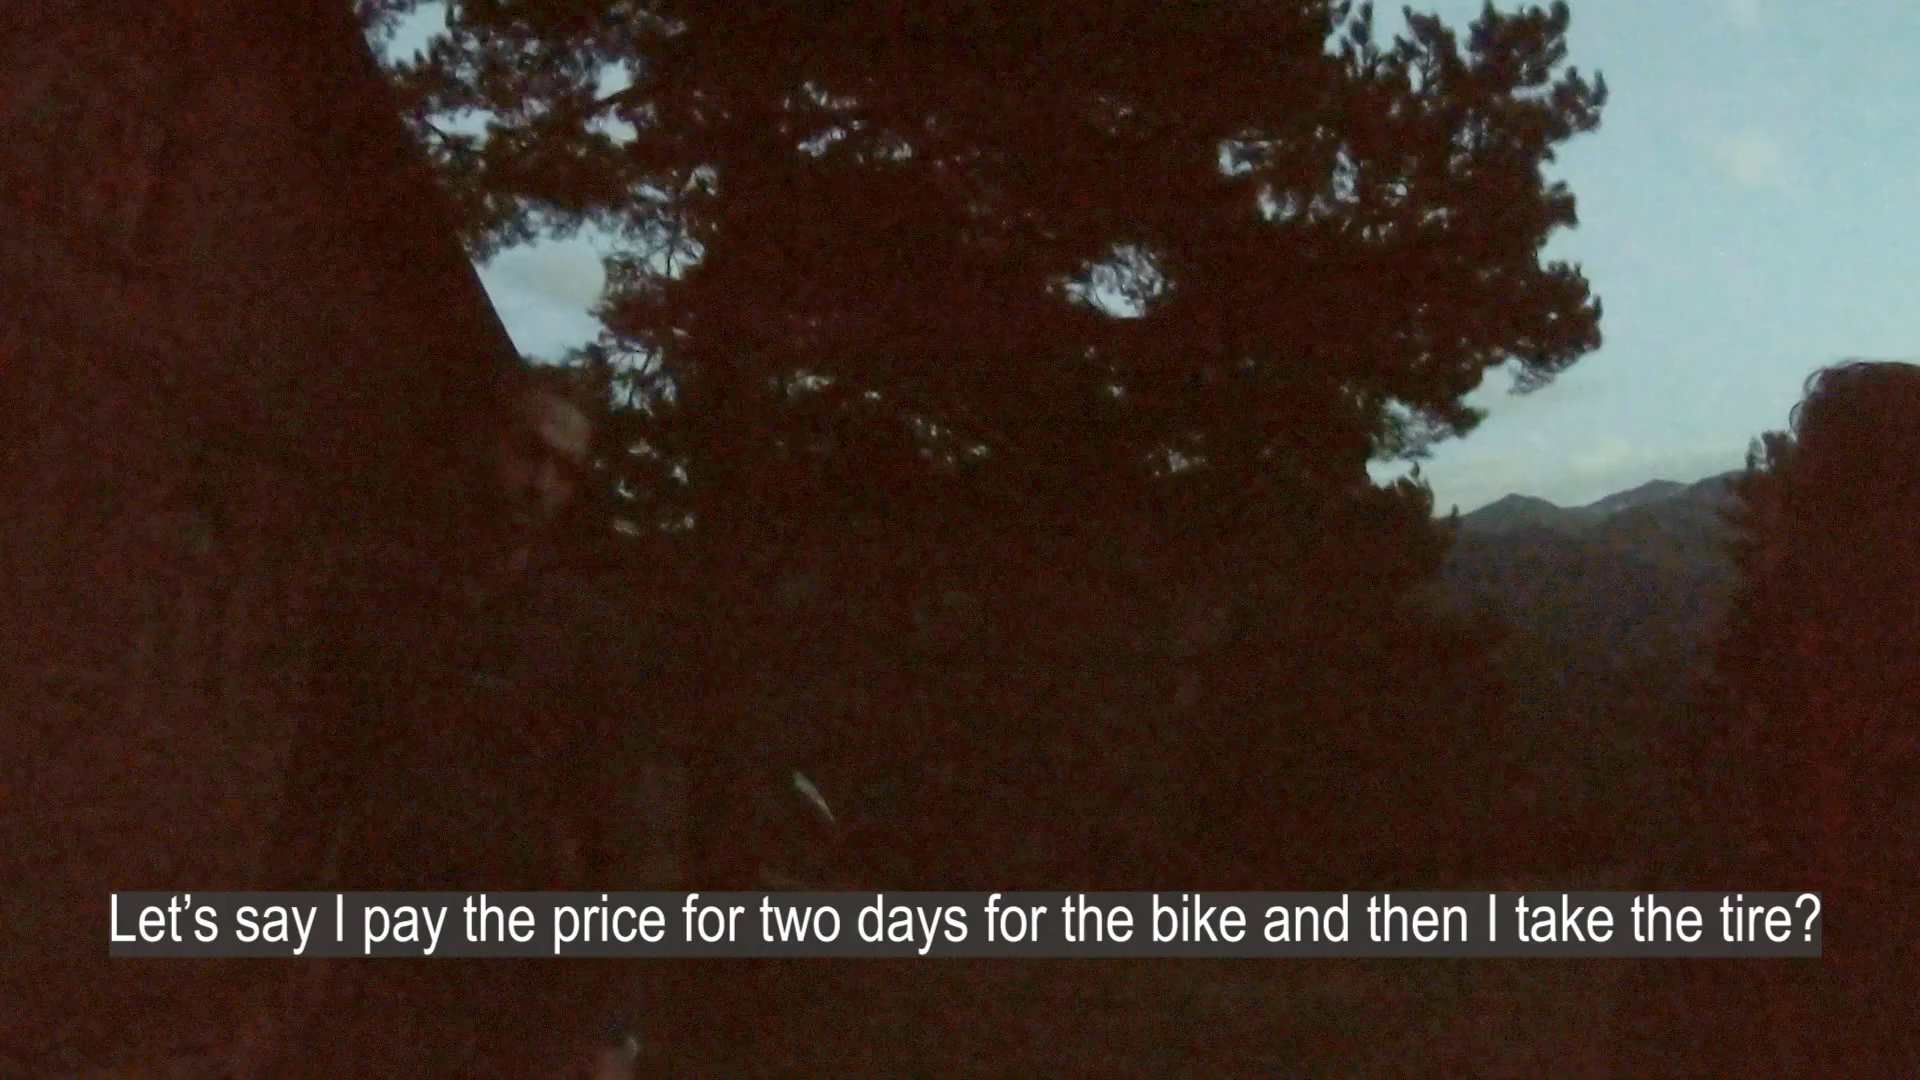 Let’s say I pay the price for two days for the bike and then I take the tire?